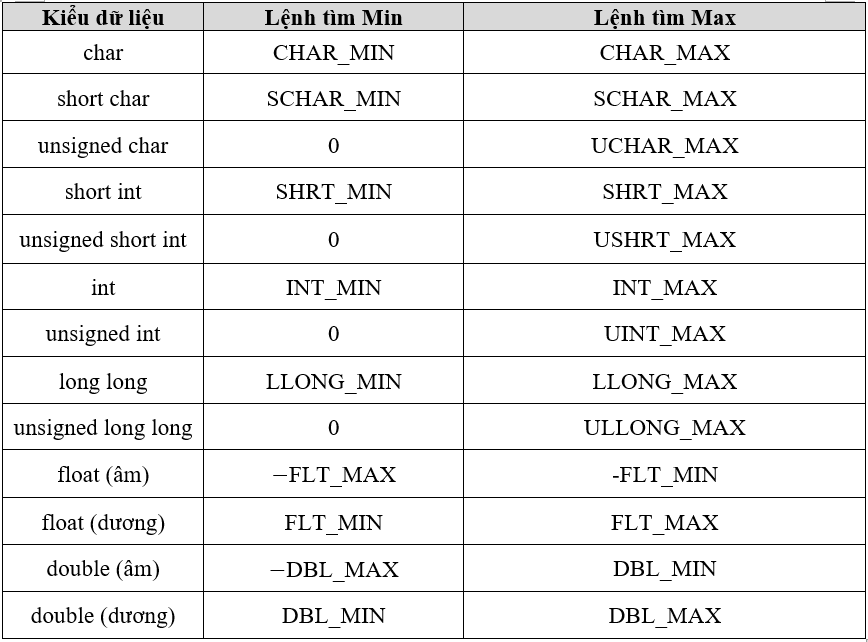 Kiểu dữ liệu Lệnh tìm Min Lệnh tìm Max
char CHAR_MIN CHAR_MAX
short char SCHAR_MIN SCHAR_MAX
unsigned char 0 UCHAR_MAX
short int SHRT_MIN SHRT_MAX
unsigned short int 0 USHRT_MAX
int INT_MIN INT_MAX
unsigned int 0 UINT_MAX
long long LLONG_MIN LLONG_MAX
unsigned long long 0 ULLONG_MAX
float (âm) −FLT_MAX -FLT_MIN
float (dương) FLT_MIN FLT_MAX
double (âm) −DBL_MAX DBL_MIN
double (dương) DBL_MIN DBL_MAX